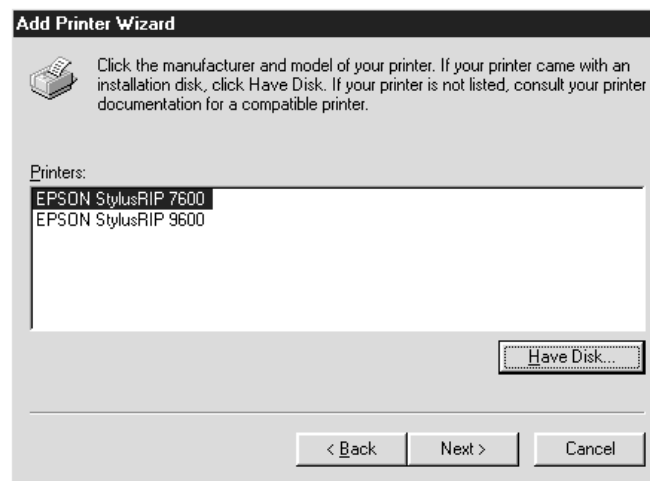 Add Printer Wizard
Click the manufacturer and model of your printer. If your printer came with an
installation disk, click Have Disk. If your printer is not listed, consult your printer
documentation for a compatible printer.
Printers:
EPSON StylusRIP 7600
EPSON StylusRIP 9600
Have Disk...
< Back
Next >
Cancel